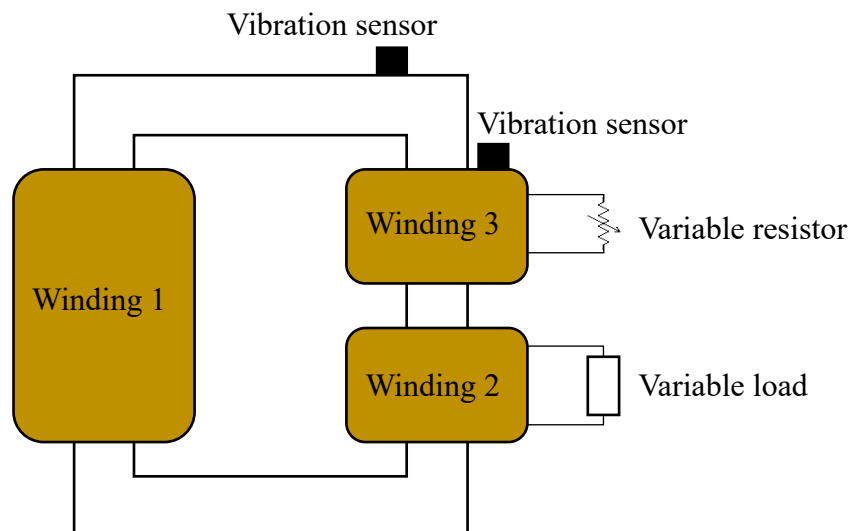 Vibration sensor
Vibration sensor
Winding 3
Variable resistor
Winding 1
Winding 2
Variable load